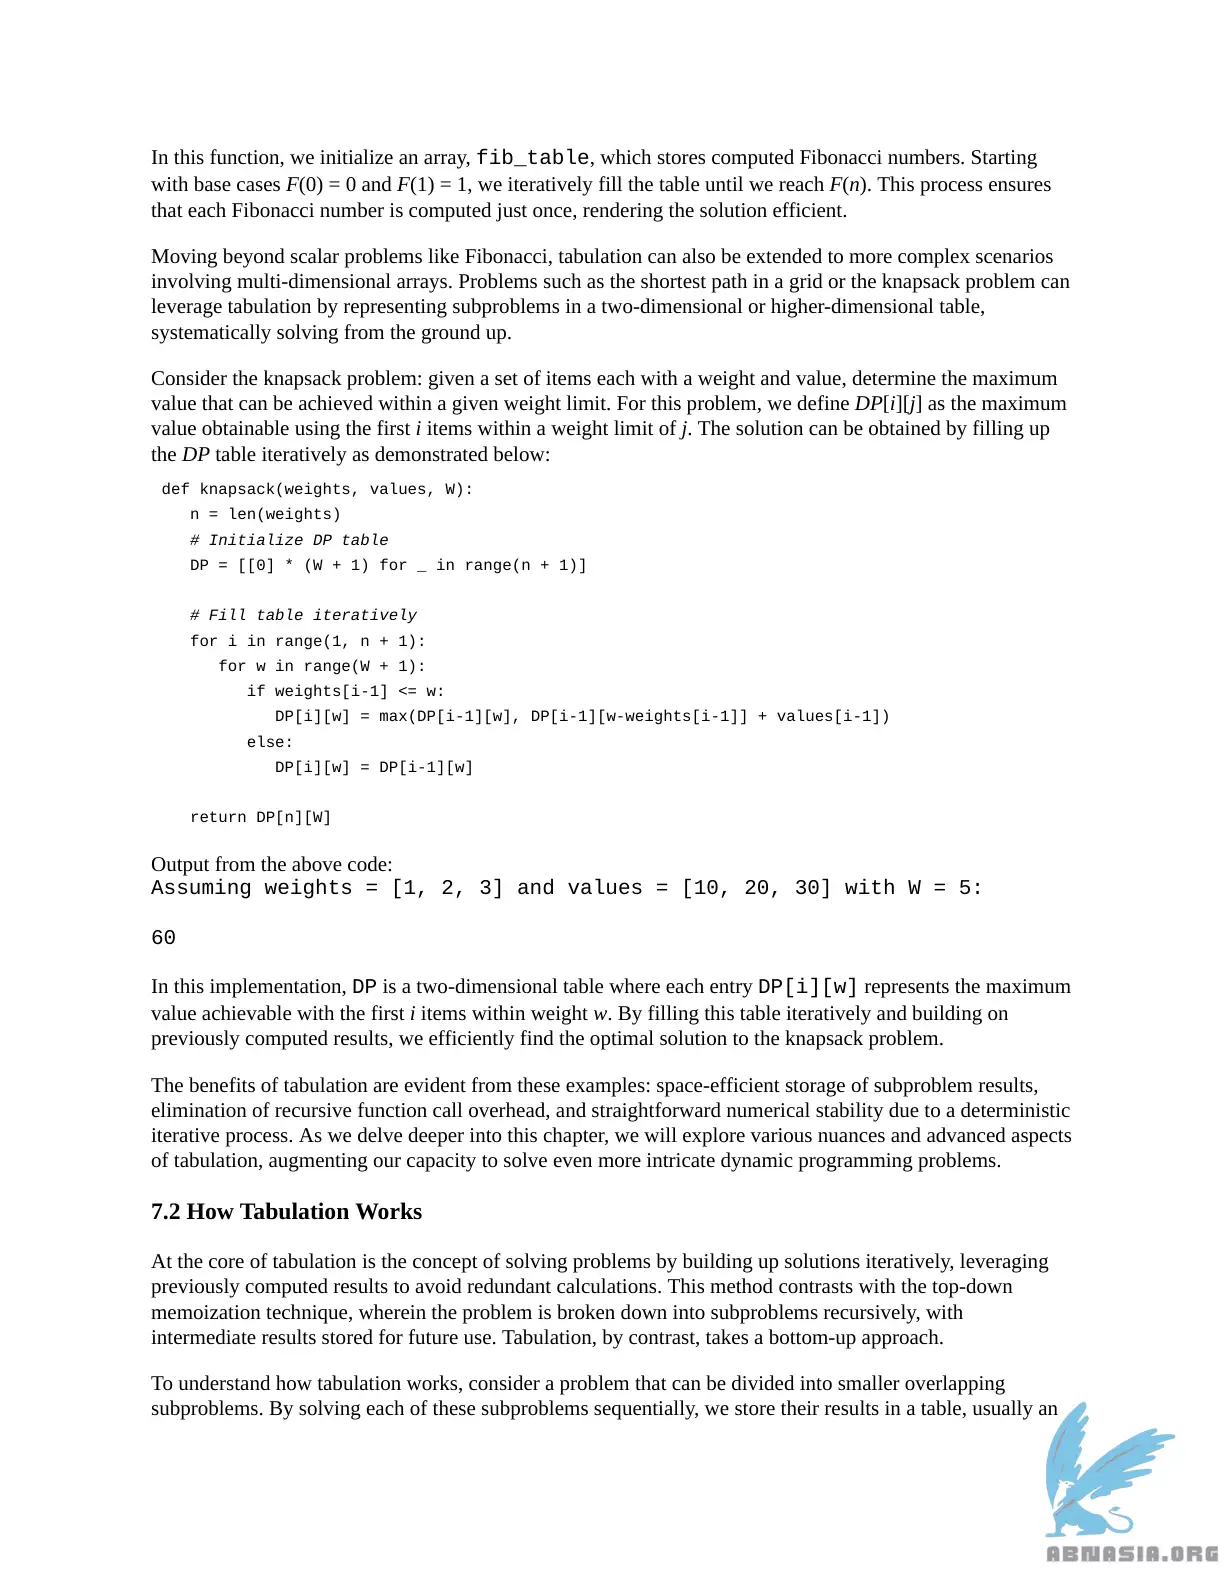 In this function, we initialize an array, fib_table, which stores computed Fibonacci numbers. Starting
with base cases F(0) = 0 and F(1) = 1, we iteratively fill the table until we reach F(n). This process ensures
that each Fibonacci number is computed just once, rendering the solution efficient.
Moving beyond scalar problems like Fibonacci, tabulation can also be extended to more complex scenarios
involving multi-dimensional arrays. Problems such as the shortest path in a grid or the knapsack problem can
leverage tabulation by representing subproblems in a two-dimensional or higher-dimensional table,
systematically solving from the ground up.
Consider the knapsack problem: given a set of items each with a weight and value, determine the maximum
value that can be achieved within a given weight limit. For this problem, we define DP[i][j] as the maximum
value obtainable using the first i items within a weight limit of j. The solution can be obtained by filling up
the DP table iteratively as demonstrated below:
def knapsack(weights, values, W):
n = len(weights)
# Initialize DP table
DP = [[0] * (W + 1) for _ in range(n + 1)]
# Fill table iteratively
for i in range(1, n + 1):
for w in range(W + 1):
if weights[i-1] <= w:
DP[i][w] = max(DP[i-1][w], DP[i-1][w-weights[i-1]] + values[i-1])
else:
DP[i][w] = DP[i-1][w]
return DP[n][W]
Output from the above code:
Assuming weights = [1, 2, 3] and values = [10, 20, 30] with W = 5:
60
In this implementation, DP is a two-dimensional table where each entry DP[i][w] represents the maximum
value achievable with the first i items within weight w. By filling this table iteratively and building on
previously computed results, we efficiently find the optimal solution to the knapsack problem.
The benefits of tabulation are evident from these examples: space-efficient storage of subproblem results,
elimination of recursive function call overhead, and straightforward numerical stability due to a deterministic
iterative process. As we delve deeper into this chapter, we will explore various nuances and advanced aspects
of tabulation, augmenting our capacity to solve even more intricate dynamic programming problems.
7.2 How Tabulation Works
At the core of tabulation is the concept of solving problems by building up solutions iteratively, leveraging
previously computed results to avoid redundant calculations. This method contrasts with the top-down
memoization technique, wherein the problem is broken down into subproblems recursively, with
intermediate results stored for future use. Tabulation, by contrast, takes a bottom-up approach.
To understand how tabulation works, consider a problem that can be divided into smaller overlapping
subproblems. By solving each of these subproblems sequentially, we store their results in a table, usually an
ABNASIA.ORG